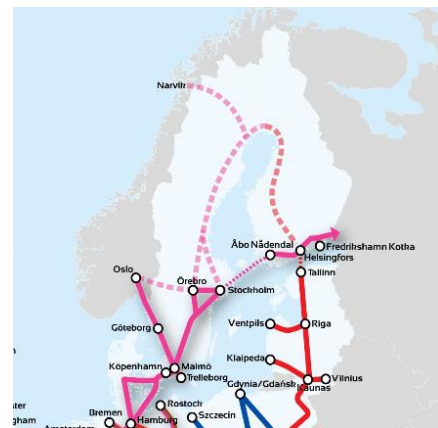 Narvik
Åbo Nådendal
Fredrikshamn Kotka
Helsingfors
Oslo
Tallinn
Örebro
Stockholm
Ventpils
Riga
Göteborg
Klaipeda
Köpenhamn
Malmö
Trelleborg
Vilnius
Gdynia/Gdańsk
Kaunas
Rostock
Bremen
Szczecin
Hamburg